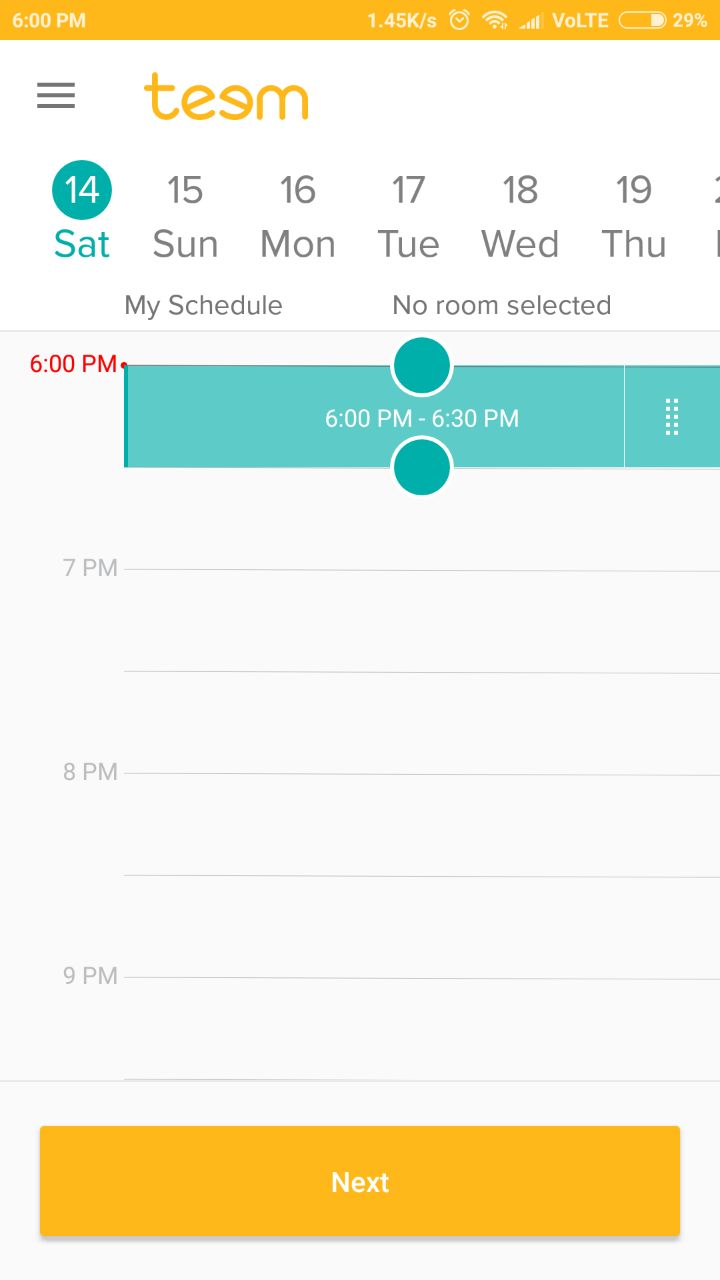 6:00 PM 1.45K/s VoLTE 29%
teem
14 15 16 17 18 19
Sat Sun Mon Tue Wed Thu
My Schedule No room selected
6:00 PM
6:00 PM - 6:30 PM
7 PM
8 PM
9 PM
Next